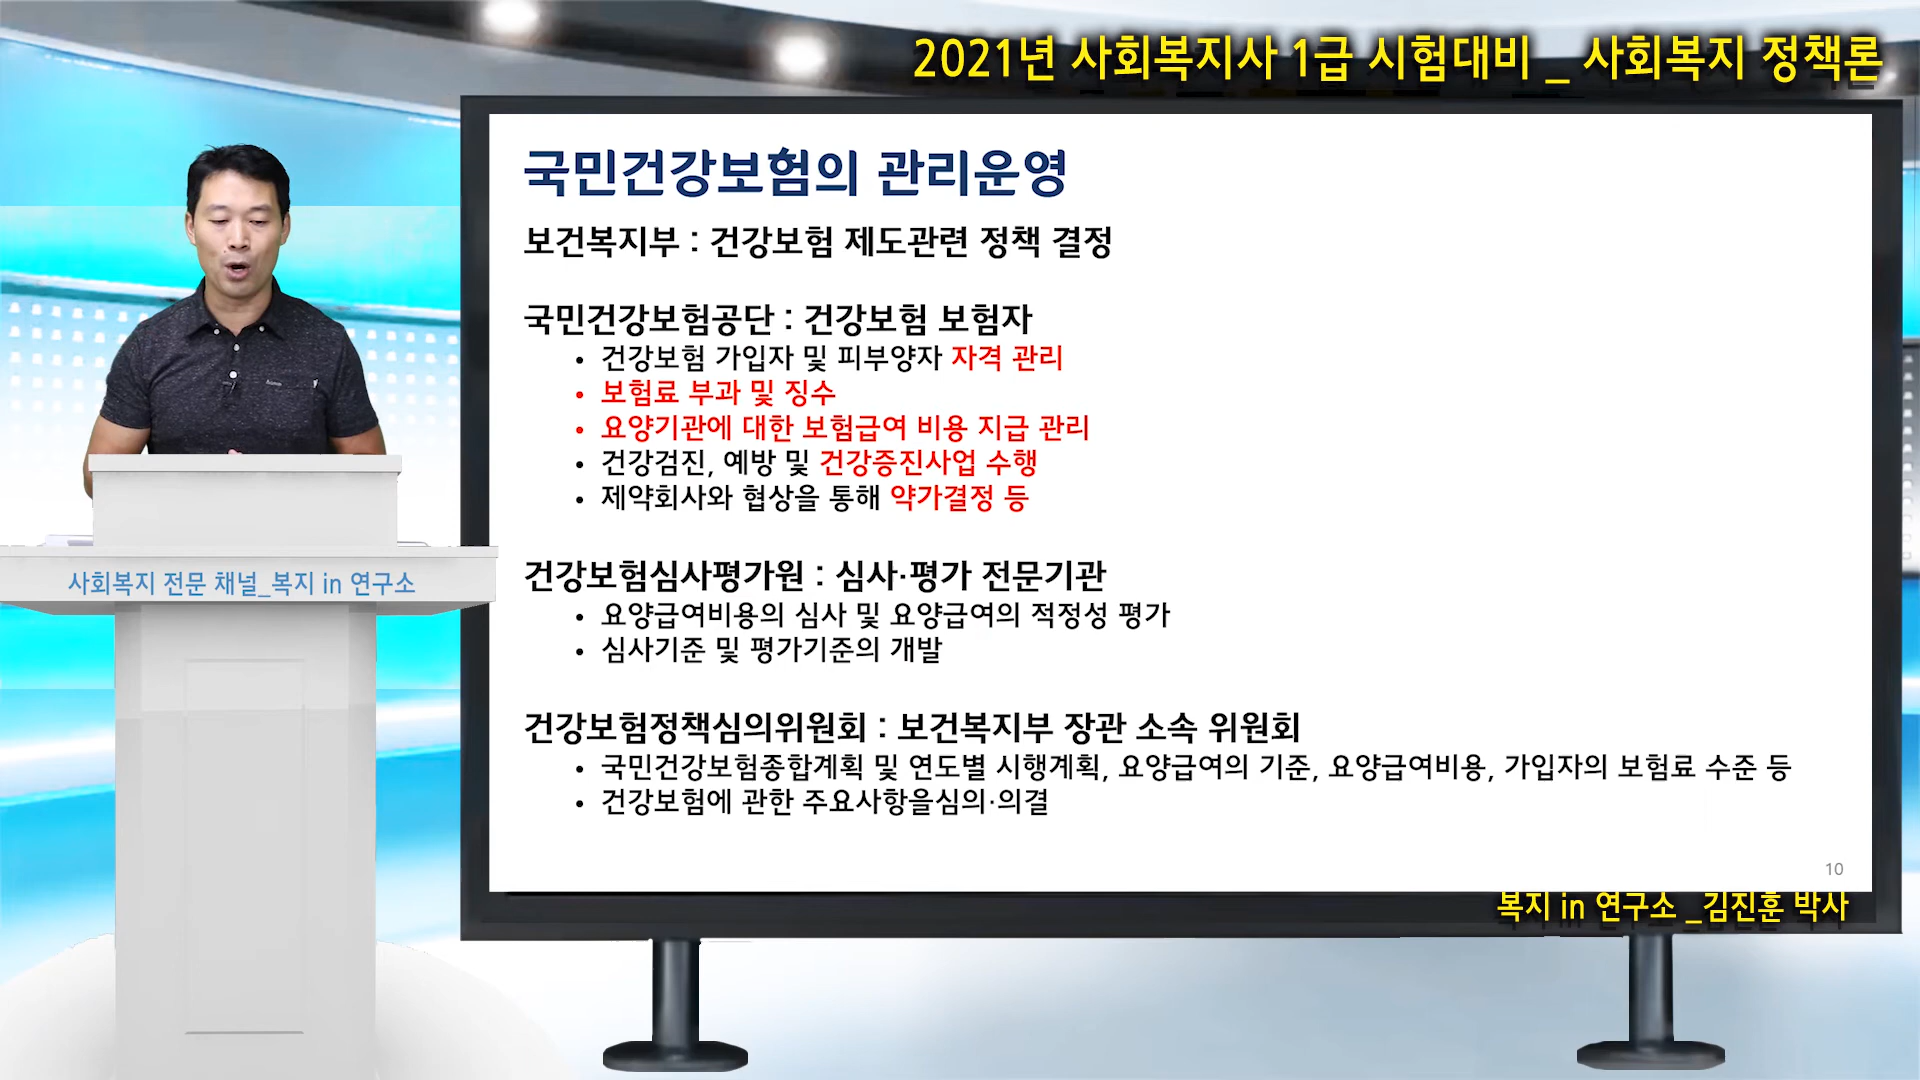 2021년 사회복지사 1급 시험대비 _ 사회복지 정책론
국민건강보험의 관리운영
보건복지부 : 건강보험 제도관련 정책 결정
국민건강보험공단 : 건강보험 보험자
• 건강보험 가입자 및 피부양자 자격 관리
• 보험료 부과 및 징수
• 요양기관에 대한 보험급여 비용 지급 관리
• 건강검진, 예방 및 건강증진사업 수행
• 제약회사와 협상을 통해 약가결정 등
건강보험심사평가원 : 심사·평가 전문기관
• 요양급여비용의 심사 및 요양급여의 적정성 평가
• 심사기준 및 평가기준의 개발
건강보험정책심의위원회 : 보건복지부 장관 소속 위원회
• 국민건강보험종합계획 및 연도별 시행계획, 요양급여의 기준, 요양급여비용, 가입자의 보험료 수준 등
• 건강보험에 관한 주요사항을심의·의결
10
사회복지 전문 채널_복지 in 연구소
복지 in 연구소 _김진훈 박사